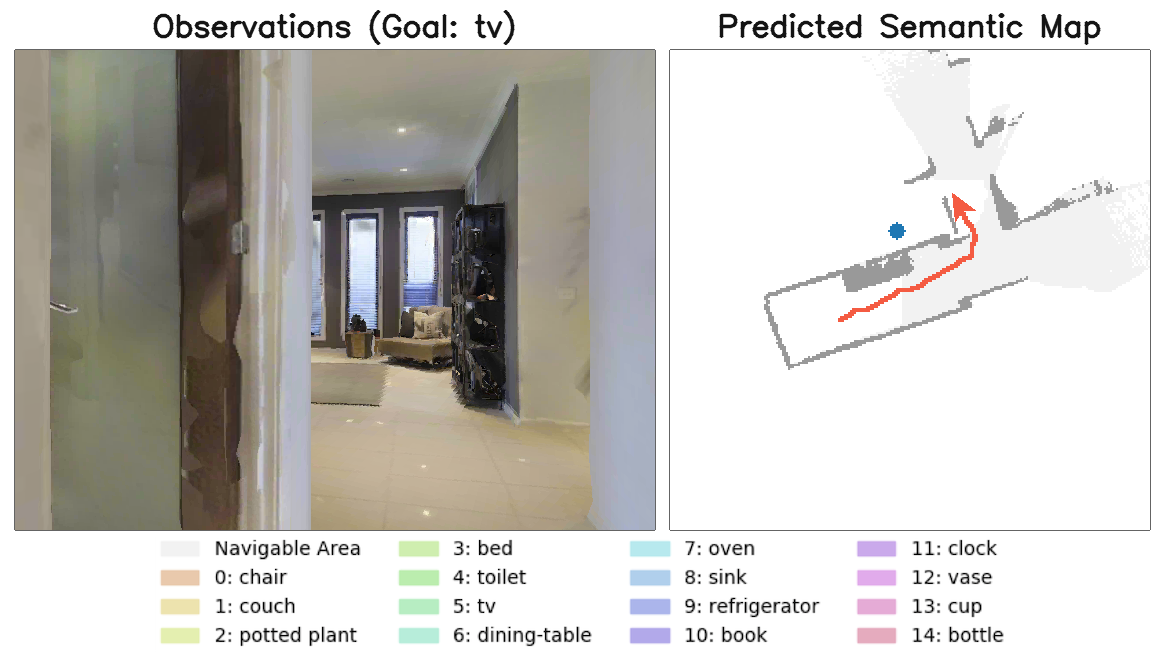 Observations (Goal: tv)
Predicted Semantic Map
Navigable Area
0: chair
1: couch
2: potted plant
3: bed
4: toilet
5: tv
6: dining-table
7: oven
8: sink
9: refrigerator
10: book
11: clock
12: vase
13: cup
14: bottle